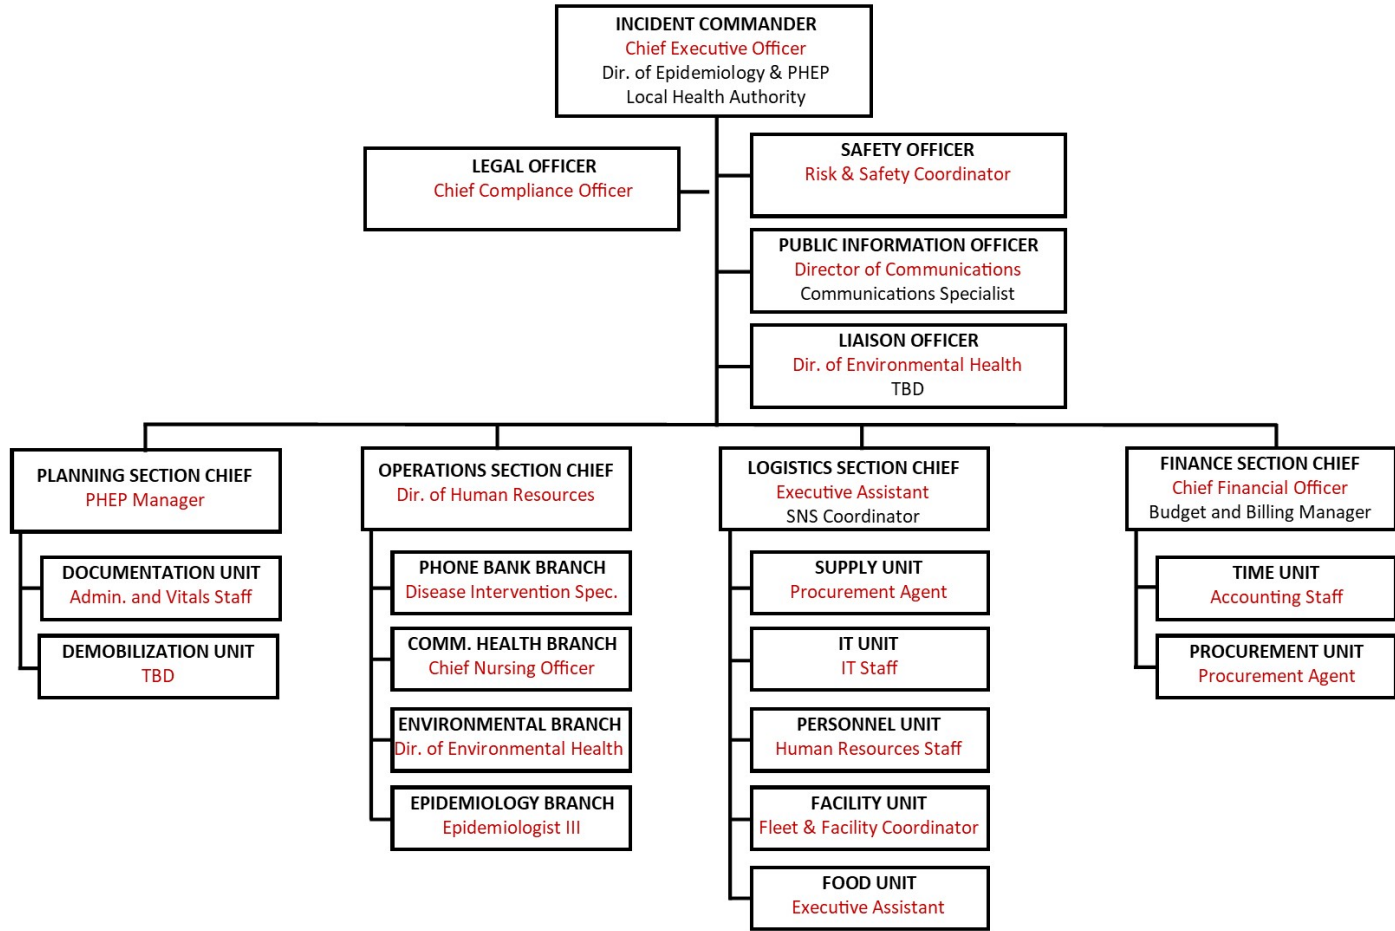 INCIDENT COMMANDER
Chief Executive Officer
Dir. of Epidemiology & PHEP
Local Health Authority
LEGAL OFFICER
Chief Compliance Officer
SAFETY OFFICER
Risk & Safety Coordinator
PUBLIC INFORMATION OFFICER
Director of Communications
Communications Specialist
LIAISON OFFICER
Dir. of Environmental Health
TBD
PLANNING SECTION CHIEF
PHEP Manager
DOCUMENTATION UNIT
Admin. and Vitals Staff
DEMOBILIZATION UNIT
TBD
OPERATIONS SECTION CHIEF
Dir. of Human Resources
PHONE BANK BRANCH
Disease Intervention Spec.
COMM. HEALTH BRANCH
Chief Nursing Officer
ENVIRONMENTAL BRANCH
Dir. of Environmental Health
EPIDEMIOLOGY BRANCH
Epidemiologist III
LOGISTICS SECTION CHIEF
Executive Assistant
SNS Coordinator
SUPPLY UNIT
Procurement Agent
IT UNIT
IT Staff
PERSONNEL UNIT
Human Resources Staff
FACILITY UNIT
Fleet & Facility Coordinator
FOOD UNIT
Executive Assistant
FINANCE SECTION CHIEF
Chief Financial Officer
Budget and Billing Manager
TIME UNIT
Accounting Staff
PROCUREMENT UNIT
Procurement Agent